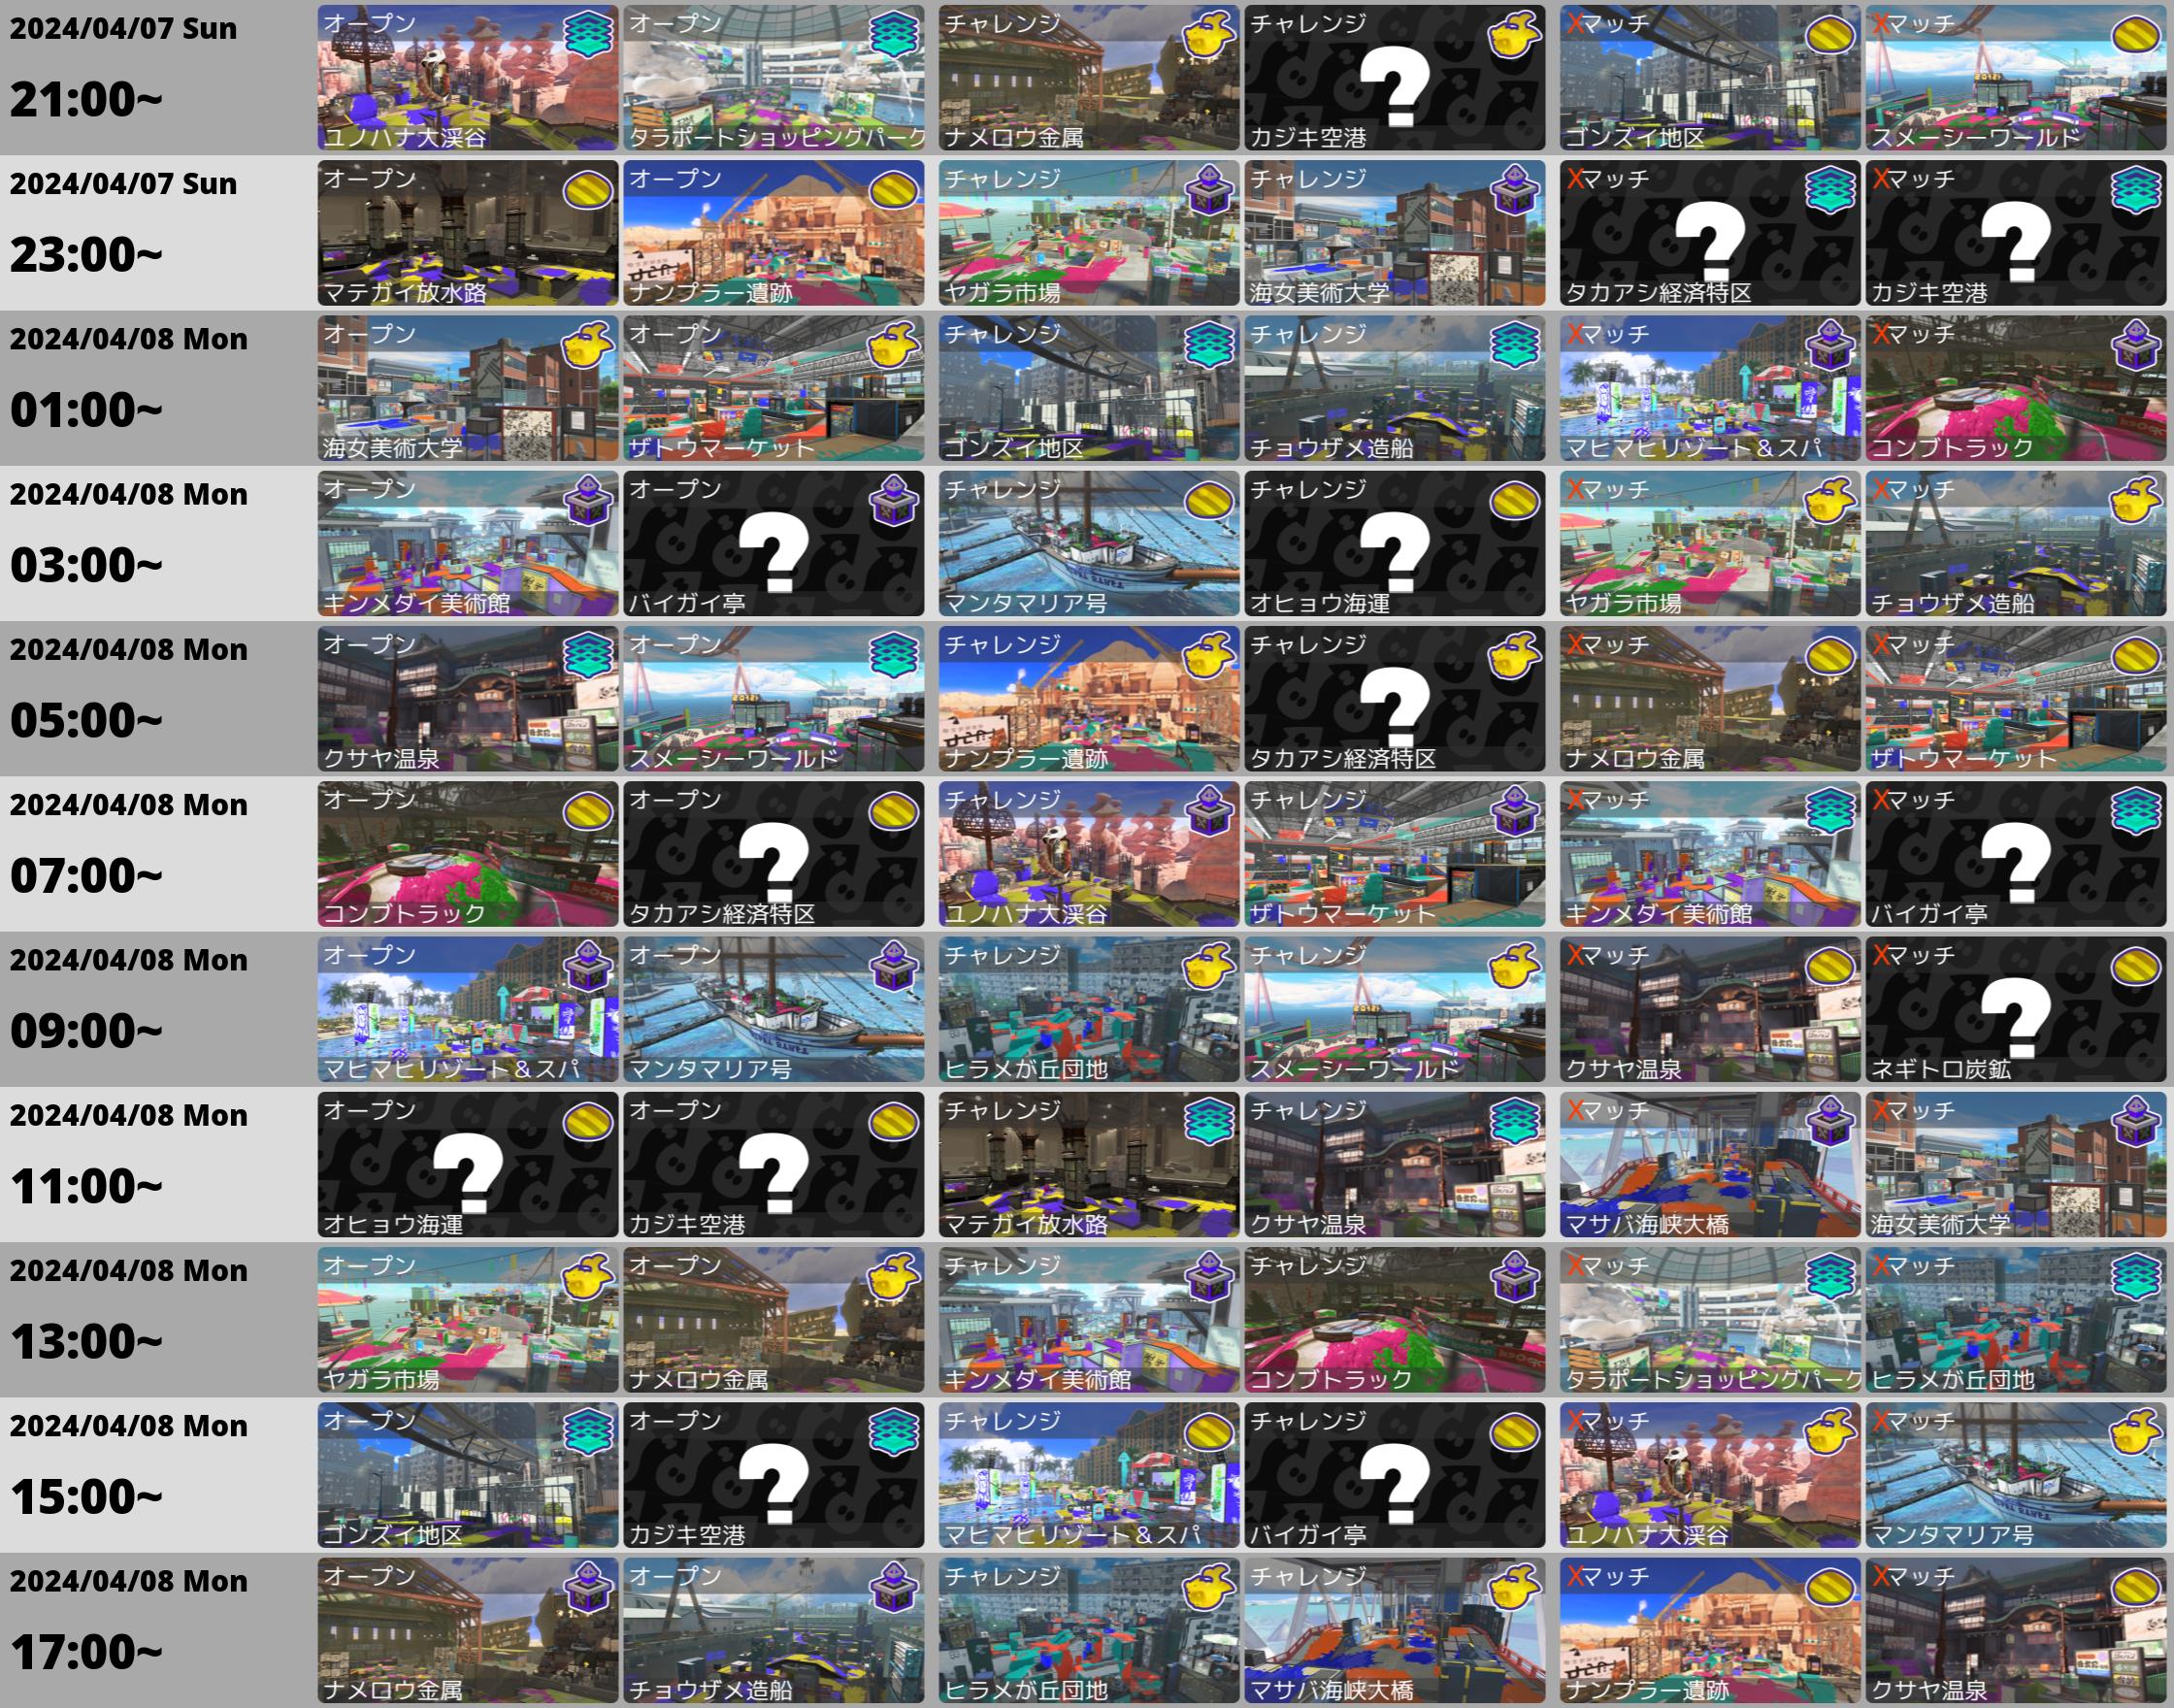 2024/04/07 Sun
21:00~
オープン
ユノハナ大渓谷
オープン
タラポートショッピングパーク
チャレンジ
ナメロウ金属
チャレンジ
カジキ空港
Xマッチ
ゴンズイ地区
Xマッチ
スメーシーワールド
2024/04/07 Sun
23:00~
オープン
マテガイ放水路
オープン
ナンプラー遺跡
チャレンジ
ヤガラ市場
チャレンジ
海女美術大学
Xマッチ
タカアシ経済特区
Xマッチ
カジキ空港
2024/04/08 Mon
01:00~
オープン
海女美術大学
オープン
ザトウマーケット
チャレンジ
ゴンズイ地区
チャレンジ
チョウザメ造船
Xマッチ
マヒマヒリゾート＆スパ
Xマッチ
コンブトラック
2024/04/08 Mon
03:00~
オープン
キンメダイ美術館
オープン
バイガイ亭
チャレンジ
マンタマリア号
チャレンジ
オヒョウ海運
Xマッチ
ヤガラ市場
Xマッチ
チョウザメ造船
2024/04/08 Mon
05:00~
オープン
クサヤ温泉
オープン
スメーシーワールド
チャレンジ
ナンプラー遺跡
チャレンジ
タカアシ経済特区
Xマッチ
ナメロウ金属
Xマッチ
ザトウマーケット
2024/04/08 Mon
07:00~
オープン
コンブトラック
オープン
タカアシ経済特区
チャレンジ
ユノハナ大渓谷
チャレンジ
ザトウマーケット
Xマッチ
キンメダイ美術館
Xマッチ
バイガイ亭
2024/04/08 Mon
09:00~
オープン
マヒマヒリゾート＆スパ
オープン
マンタマリア号
チャレンジ
ヒラメが丘団地
チャレンジ
スメーシーワールド
Xマッチ
クサヤ温泉
Xマッチ
ネギトロ炭鉱
2024/04/08 Mon
11:00~
オープン
オヒョウ海運
オープン
カジキ空港
チャレンジ
マテガイ放水路
チャレンジ
クサヤ温泉
Xマッチ
マサバ海峡大橋
Xマッチ
海女美術大学
2024/04/08 Mon
13:00~
オープン
ヤガラ市場
オープン
ナメロウ金属
チャレンジ
キンメダイ美術館
チャレンジ
コンブトラック
Xマッチ
タラポートショッピングパーク
Xマッチ
ヒラメが丘団地
2024/04/08 Mon
15:00~
オープン
ゴンズイ地区
オープン
カジキ空港
チャレンジ
マヒマヒリゾート＆スパ
チャレンジ
バイガイ亭
Xマッチ
ユノハナ大渓谷
Xマッチ
マンタマリア号
2024/04/08 Mon
17:00~
オープン
ナメロウ金属
オープン
チョウザメ造船
チャレンジ
ヒラメが丘団地
チャレンジ
マサバ海峡大橋
Xマッチ
ナンプラー遺跡
Xマッチ
クサヤ温泉